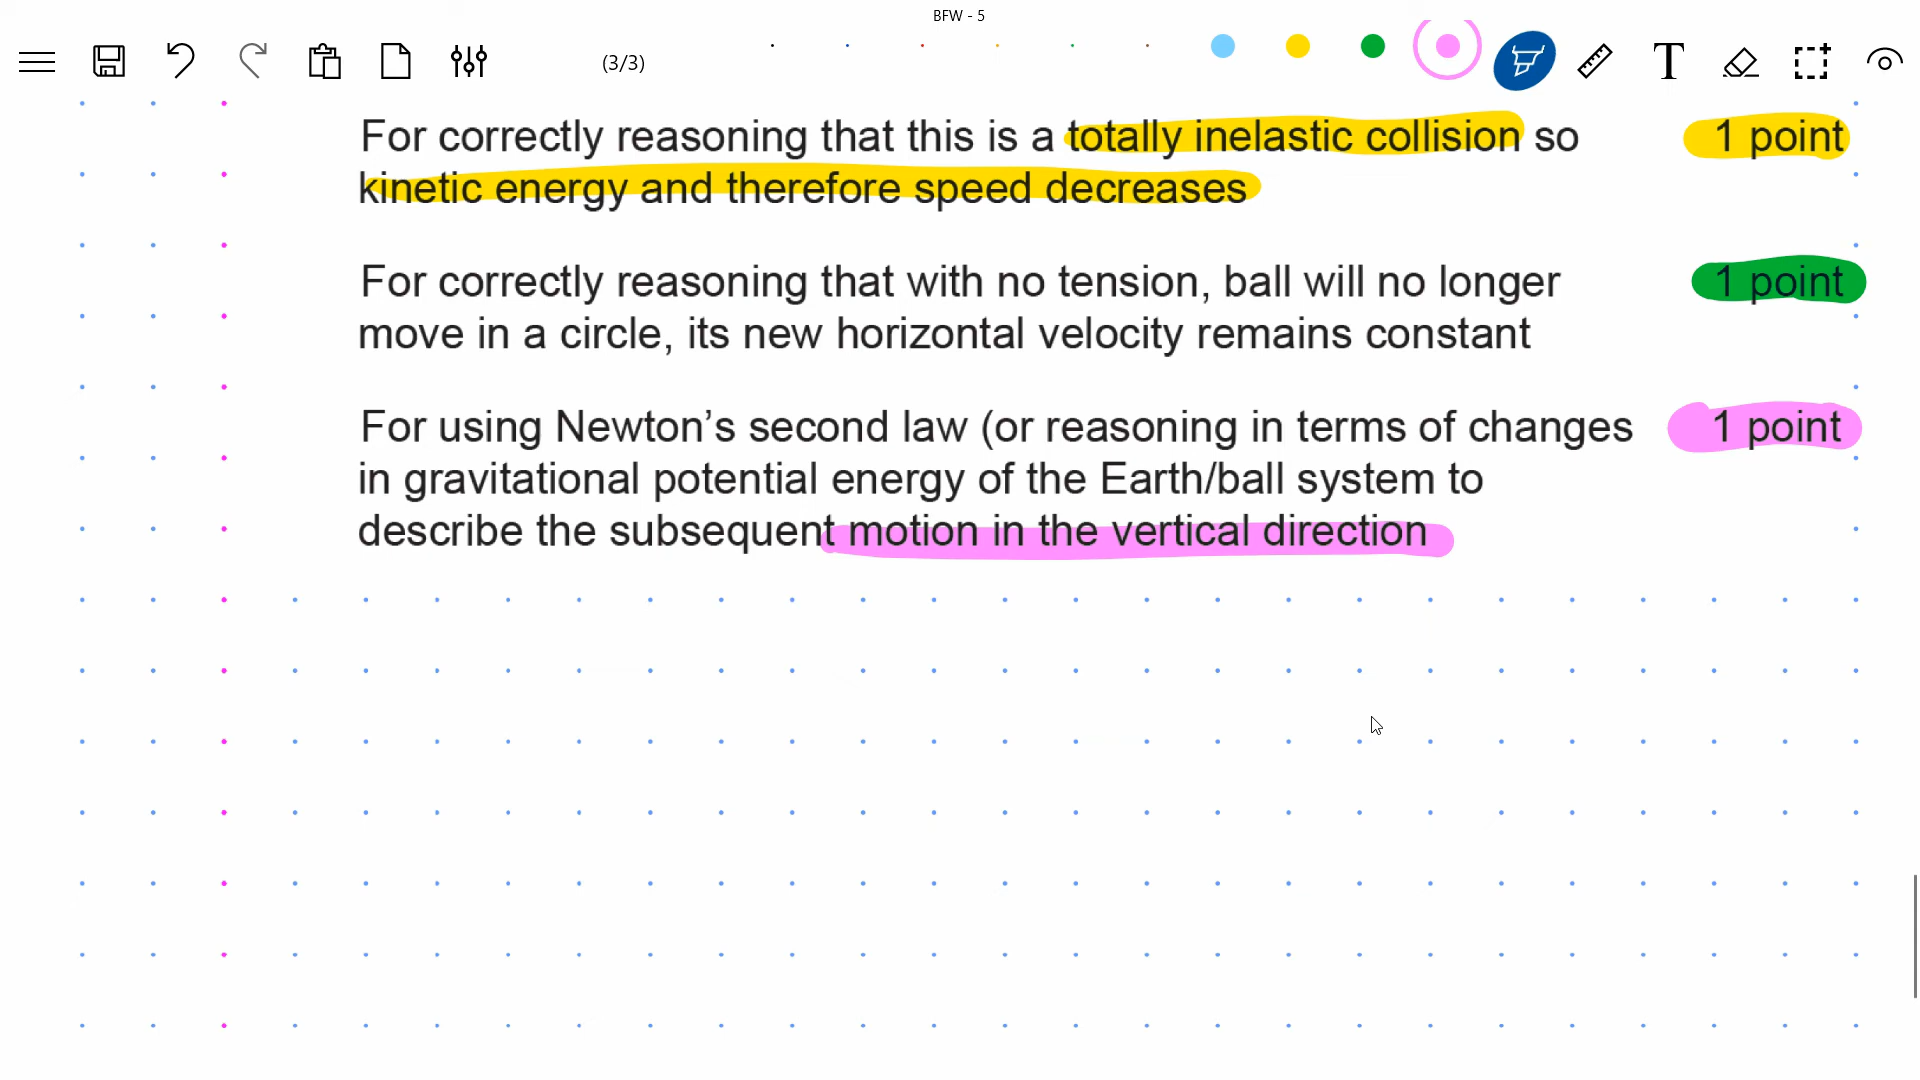 BFW - 5
(3/3)
T
For correctly reasoning that this is a totally inelastic collision so 1 point
kinetic energy and therefore speed decreases
For correctly reasoning that with no tension, ball will no longer 1 point
move in a circle, its new horizontal velocity remains constant
For using Newton’s second law (or reasoning in terms of changes 1 point
in gravitational potential energy of the Earth/ball system to
describe the subsequent motion in the vertical direction